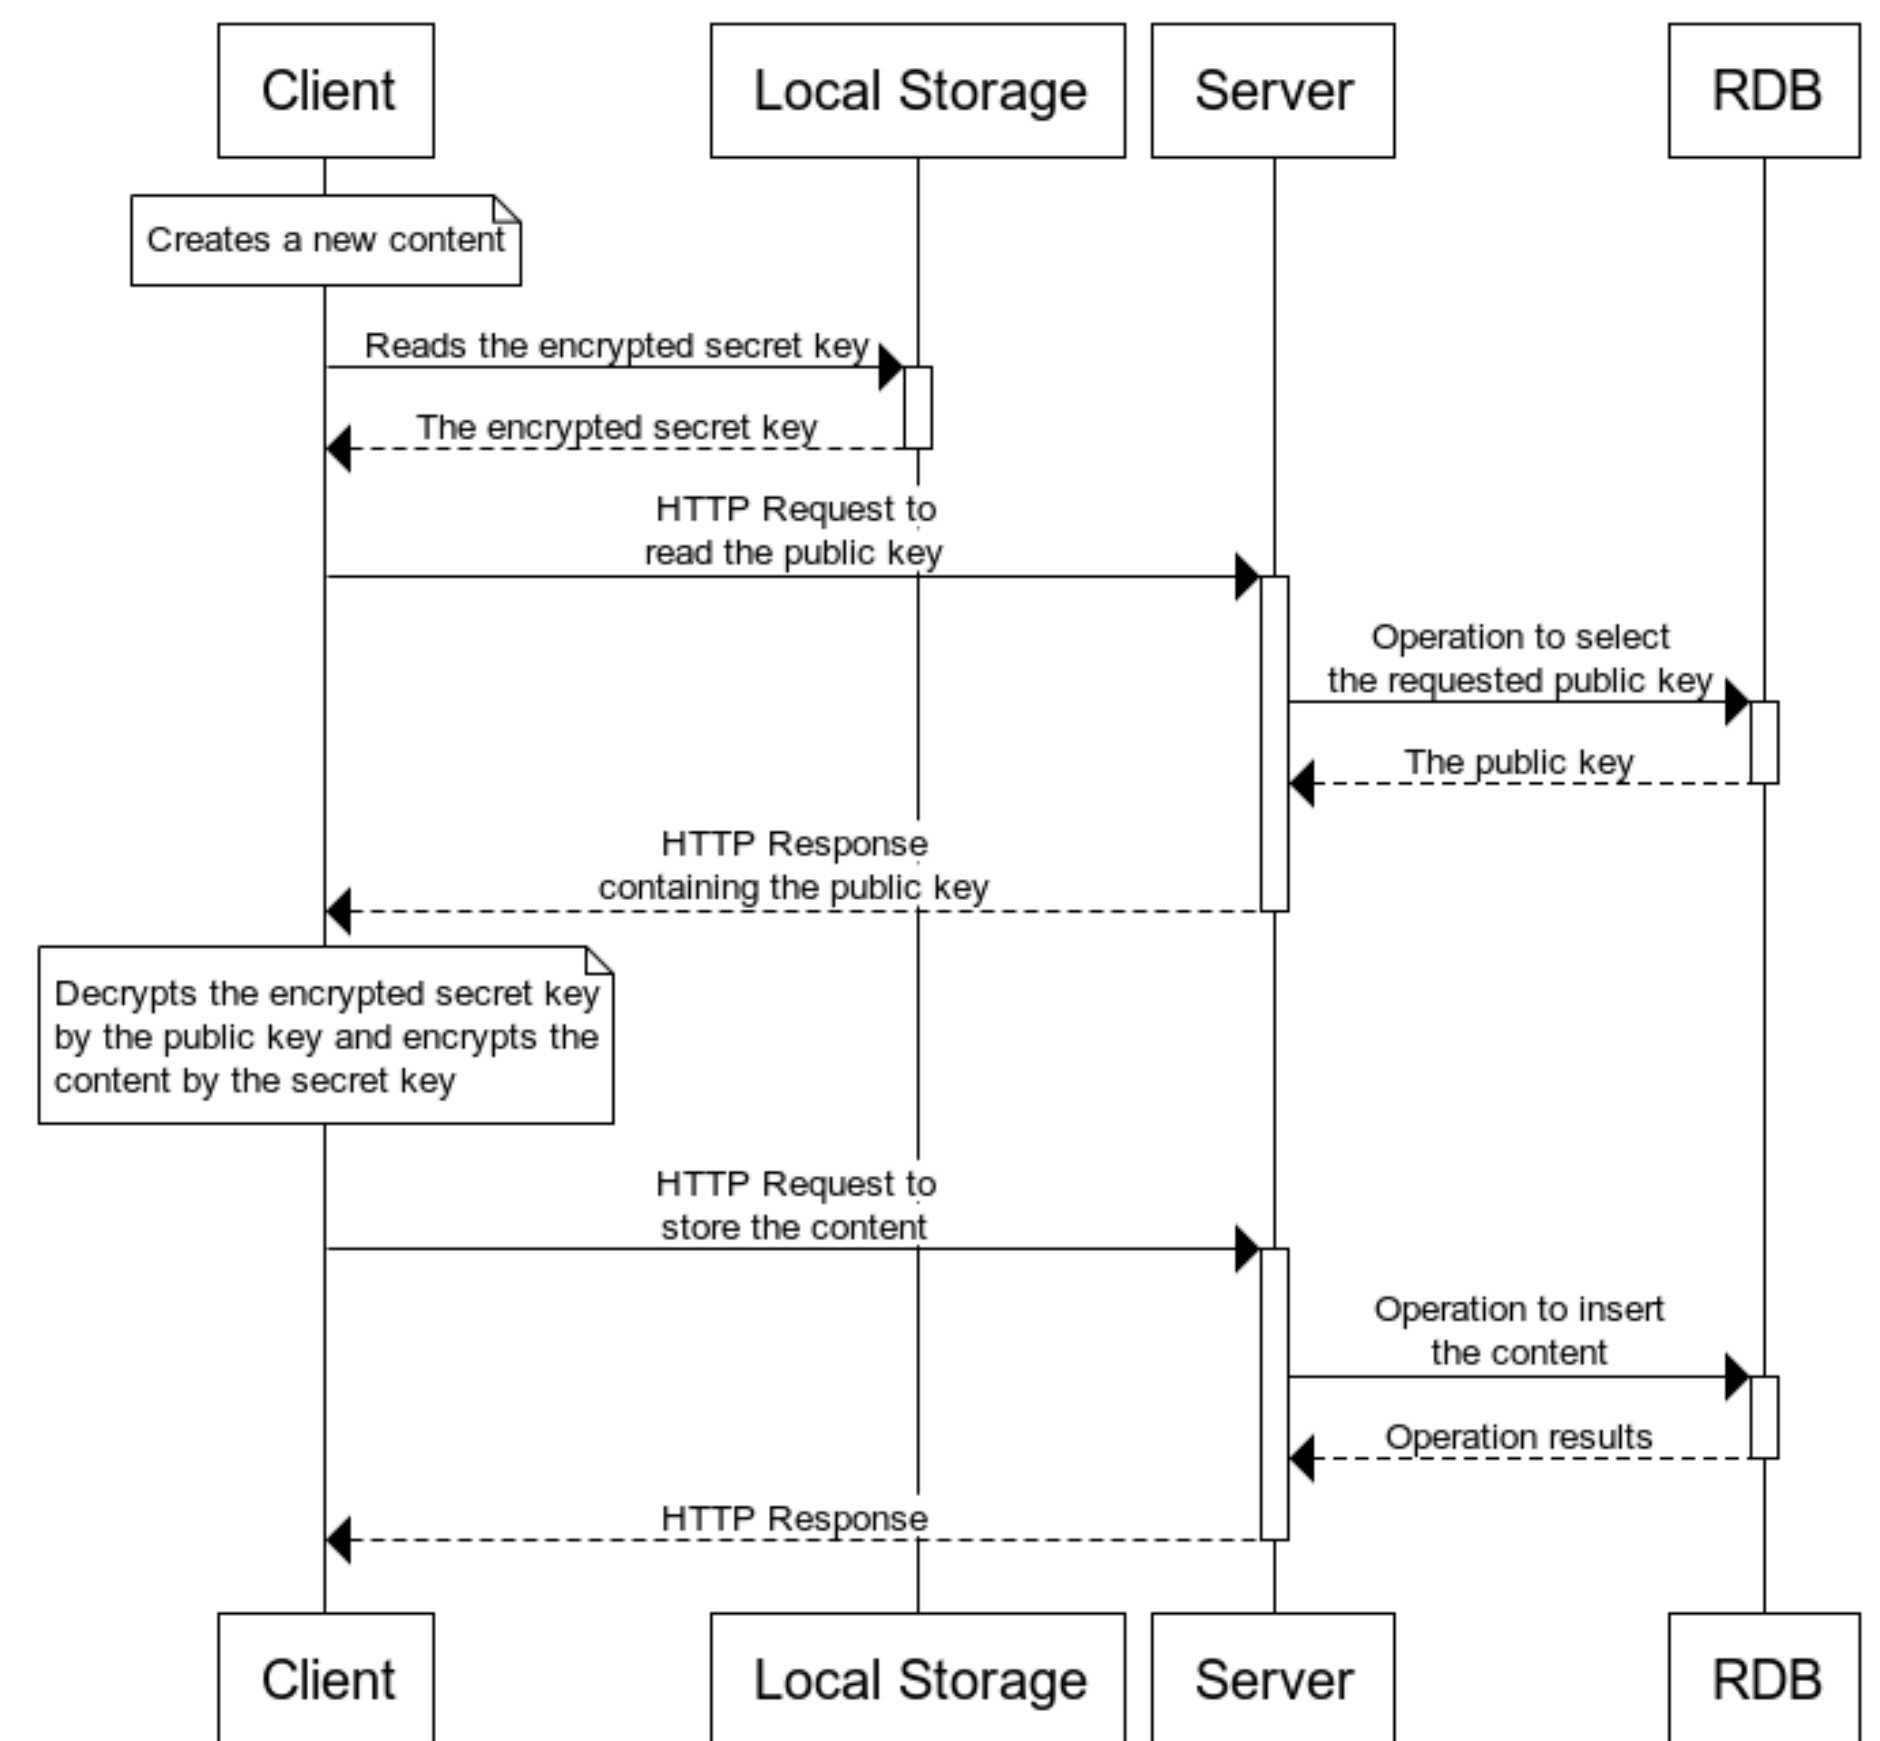 Client
Local Storage
Server
RDB
Creates a new content
Reads the encrypted secret key
The encrypted secret key
HTTP Request to
read the public key
Operation to select
the requested public key
The public key
HTTP Response
containing the public key
Decrypts the encrypted secret key
by the public key and encrypts the
content by the secret key
HTTP Request to
store the content
Operation to insert
the content
Operation results
HTTP Response
Client
Local Storage
Server
RDB